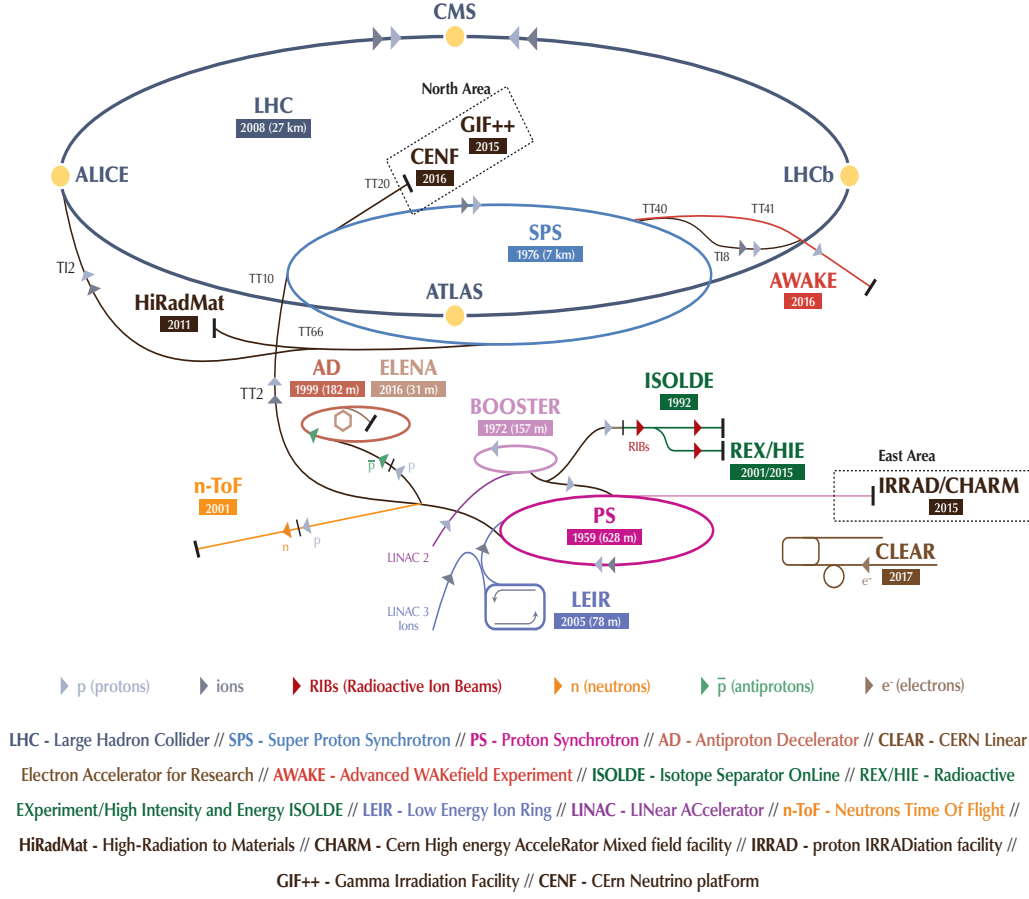 CMS
North Area
LHC
2008 (27 km)
GIF++
2015
CENF
2016
ALICE
LHCb
TT20
TT40
TT41
SPS
1976 (7 km)
TI8
TI2
TT10
AWAKE
2016
ATLAS
HiRadMat
2011
TT66
AD
1999 (182 m)
ELENA
2016 (31 m)
TT2
ISOLDE
1992
BOOSTER
1972 (157 m)
RIBs
REX/HIE
2001/2015
p̅
p
East Area
n-ToF
2001
IRRAD/CHARM
2015
PS
1959 (628 m)
n
p
LINAC 2
CLEAR
2017
e⁻
LEIR
2005 (78 m)
LINAC 3
Ions
p (protons)
ions
RIBs (Radioactive Ion Beams)
n (neutrons)
p̅ (antiprotons)
e⁻ (electrons)
LHC - Large Hadron Collider // SPS - Super Proton Synchrotron // PS - Proton Synchrotron // AD - Antiproton Decelerator // CLEAR - CERN Linear
Electron Accelerator for Research // AWAKE - Advanced WAKefield Experiment // ISOLDE - Isotope Separator OnLine // REX/HIE - Radioactive
EXperiment/High Intensity and Energy ISOLDE // LEIR - Low Energy Ion Ring // LINAC - LINear ACcelerator // n-ToF - Neutrons Time Of Flight //
HiRadMat - High-Radiation to Materials // CHARM - Cern High energy AcceleRator Mixed field facility // IRRAD - proton IRRADiation facility //
GIF++ - Gamma Irradiation Facility // CENF - CErn Neutrino platForm